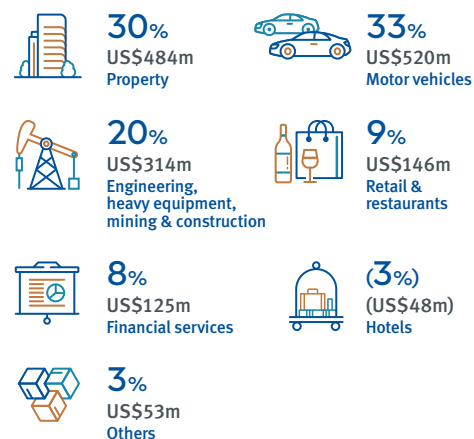 30%
US$484m
Property
33%
US$520m
Motor vehicles
20%
US$314m
Engineering,
heavy equipment,
mining & construction
9%
US$146m
Retail &
restaurants
8%
US$125m
Financial services
(3%)
(US$48m)
Hotels
3%
US$53m
Others